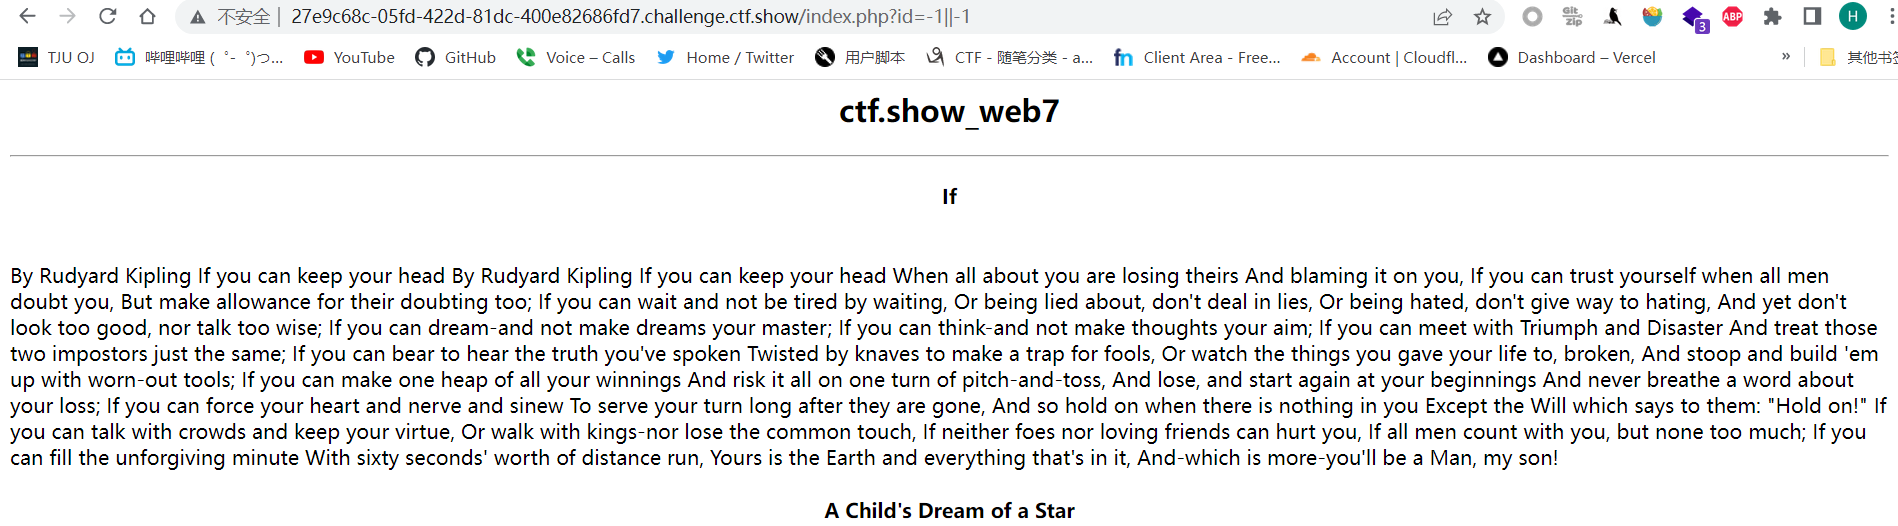 不安全 | 27e9c68c-05fd-422d-81dc-400e82686fd7.challenge.ctf.show/index.php?id=-1||-1
Git Zip 3 ABP H
TJU OJ 哔哩哔哩 ( ゜- ゜)つ... YouTube GitHub Voice – Calls Home / Twitter 用户脚本 CTF - 随笔分类 - a... Client Area - Free... Account | Cloudfl... Dashboard – Vercel » 其他书签
ctf.show_web7
If
By Rudyard Kipling If you can keep your head By Rudyard Kipling If you can keep your head When all about you are losing theirs And blaming it on you, If you can trust yourself when all men
doubt you, But make allowance for their doubting too; If you can wait and not be tired by waiting, Or being lied about, don't deal in lies, Or being hated, don't give way to hating, And yet don't
look too good, nor talk too wise; If you can dream-and not make dreams your master; If you can think-and not make thoughts your aim; If you can meet with Triumph and Disaster And treat those
two impostors just the same; If you can bear to hear the truth you've spoken Twisted by knaves to make a trap for fools, Or watch the things you gave your life to, broken, And stoop and build 'em
up with worn-out tools; If you can make one heap of all your winnings And risk it all on one turn of pitch-and-toss, And lose, and start again at your beginnings And never breathe a word about
your loss; If you can force your heart and nerve and sinew To serve your turn long after they are gone, And so hold on when there is nothing in you Except the Will which says to them: "Hold on!" If
you can talk with crowds and keep your virtue, Or walk with kings-nor lose the common touch, If neither foes nor loving friends can hurt you, If all men count with you, but none too much; If you
can fill the unforgiving minute With sixty seconds' worth of distance run, Yours is the Earth and everything that's in it, And-which is more-you'll be a Man, my son!
A Child's Dream of a Star